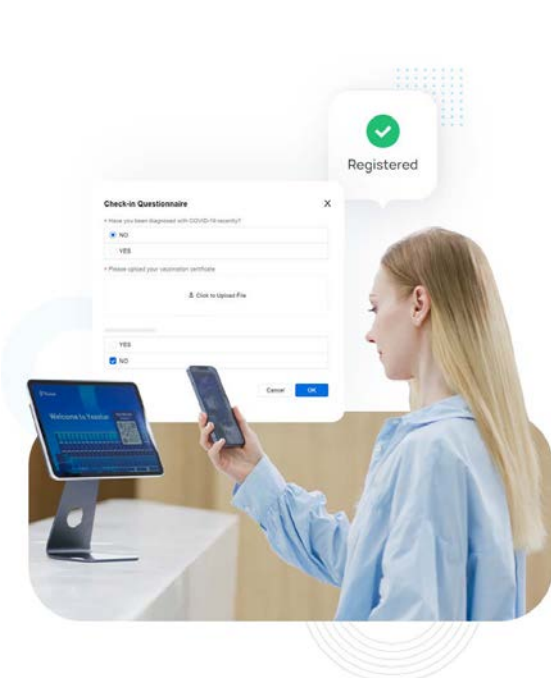 Registered
Check-in Questionnaire
X
* Have you been diagnosed with COVID-19 recently?
NO
YES
* Please upload your vaccination certificate
Click to Upload File
YES
NO
Cancel
OK
Yeastar
Welcome to Yeastar